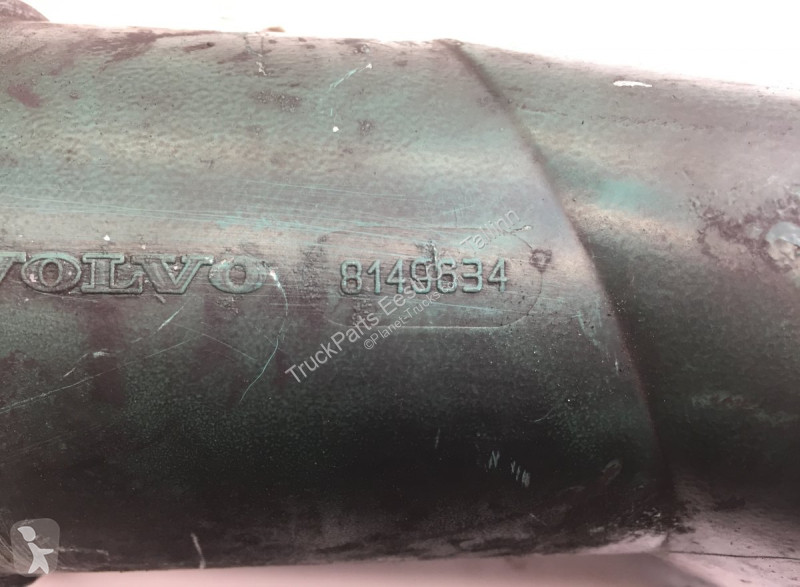 VOLVO
8149834
TruckParts Eesti Tallinn
©Planet-Trucks